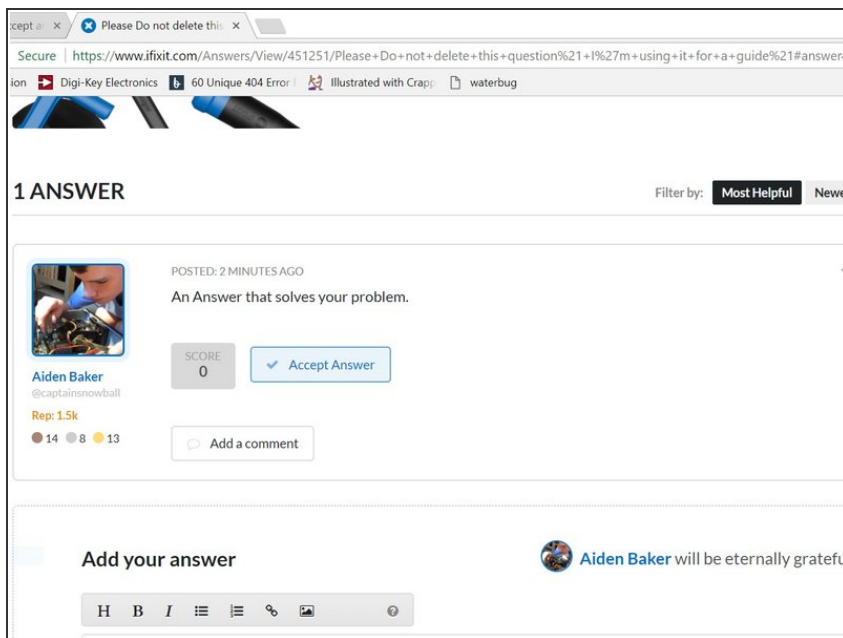 cept a
Please Do not delete this
Secure https://www.ifixit.com/Answers/View/451251/Please+Do+not+delete+this+question%21+I%27m+using+it+for+a+guide%21#answer
ion Digi-Key Electronics 60 Unique 404 Error Illustrated with Crapp waterbug
1 ANSWER
Filter by: Most Helpful Newe
POSTED: 2 MINUTES AGO
An Answer that solves your problem.
SCORE
0
Accept Answer
Aiden Baker
@captainsnowball
Rep: 1.5k
14 8 13
Add a comment
Add your answer
Aiden Baker will be eternally gratefu
H B I